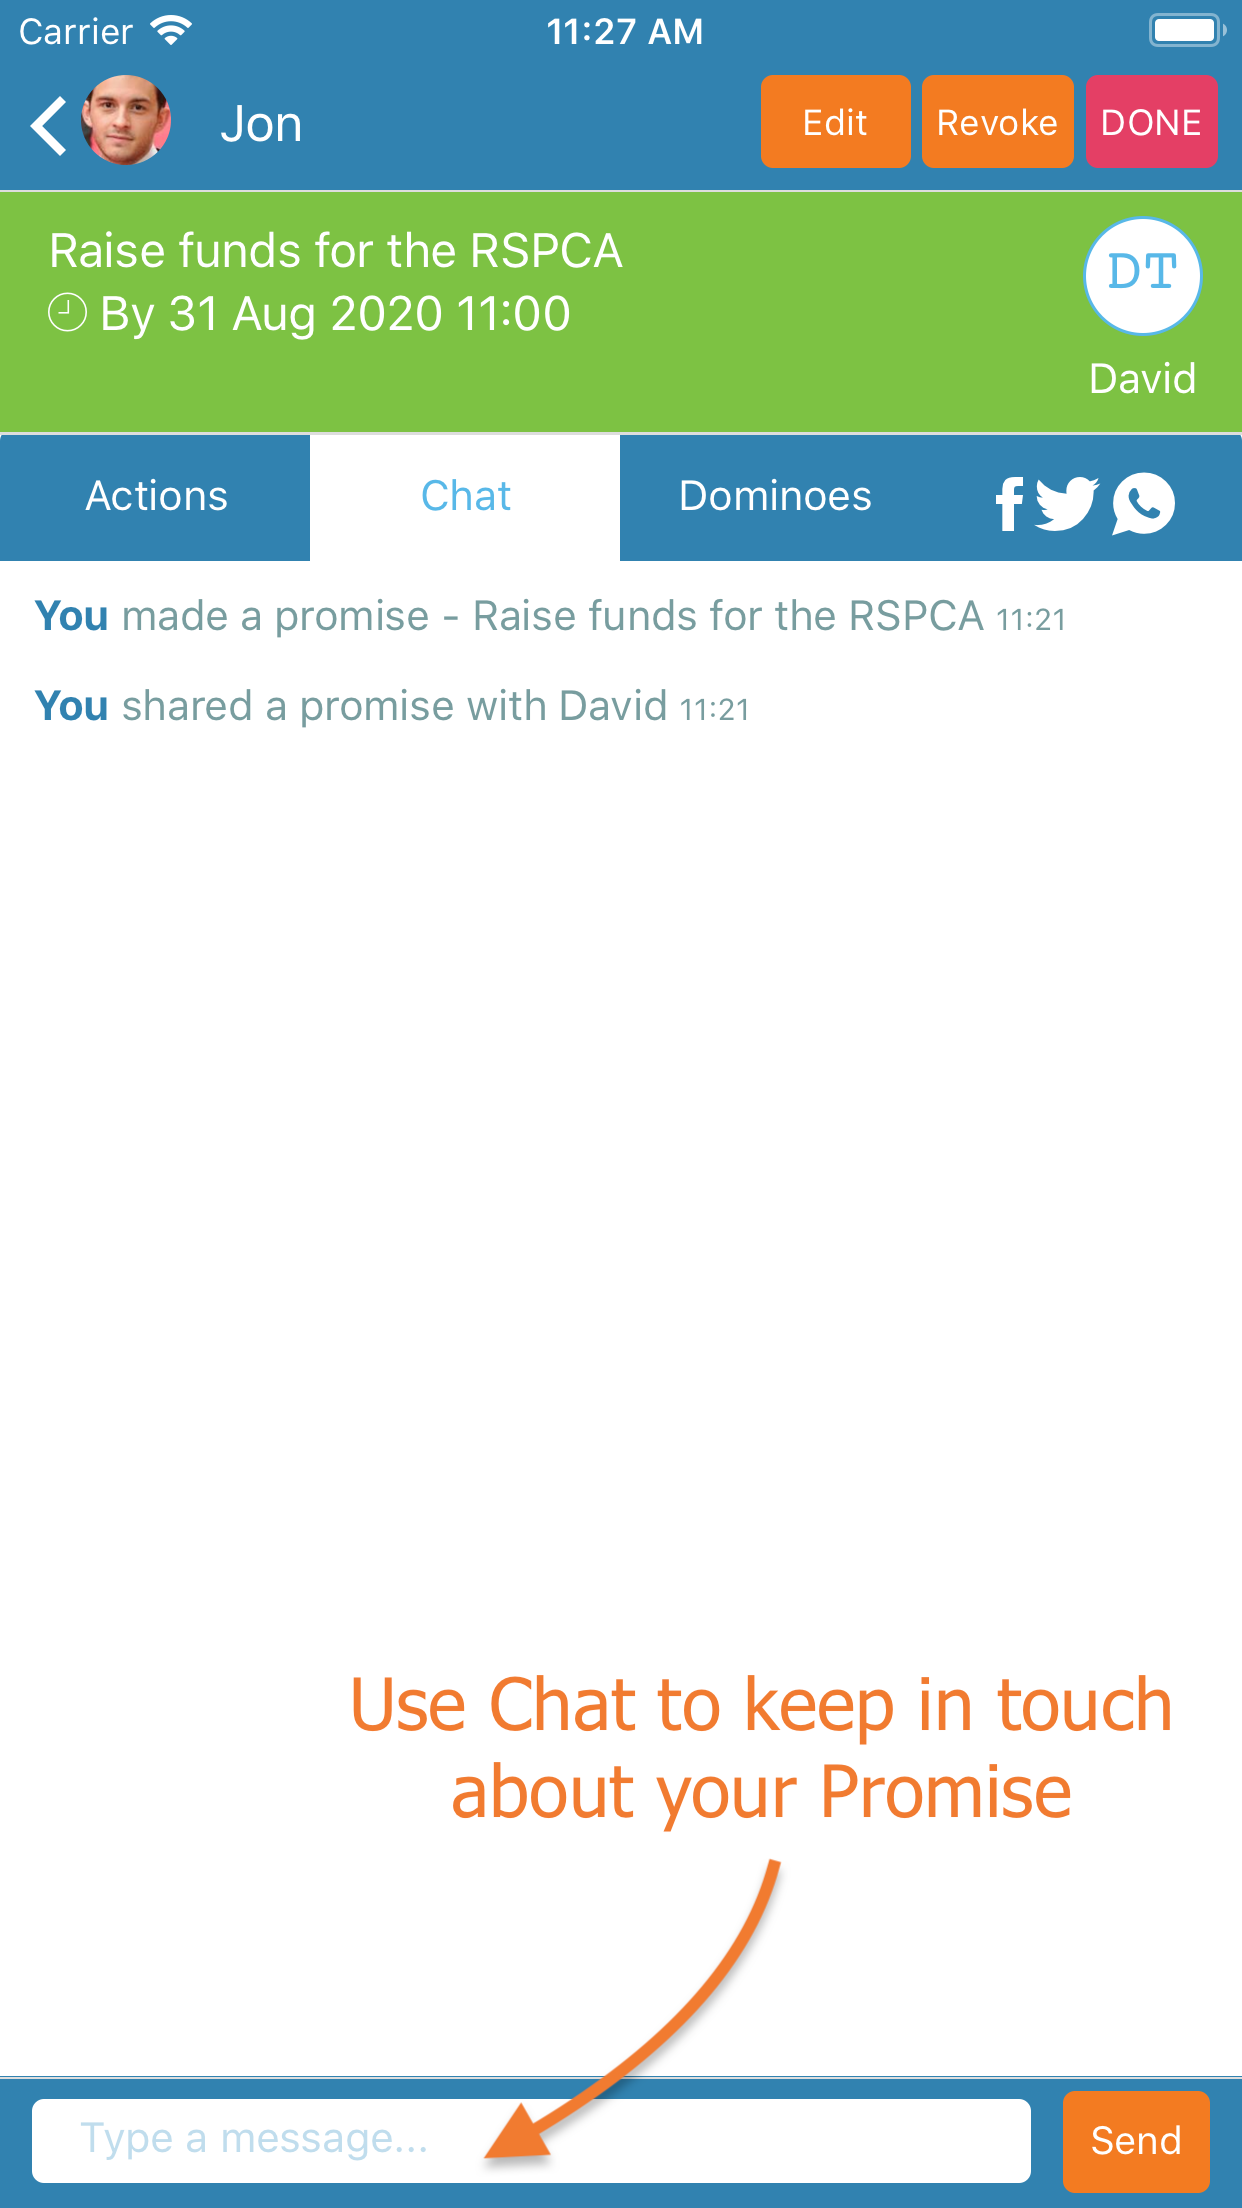 Carrier 11:27 AM
Jon Edit Revoke DONE
Raise funds for the RSPCA
By 31 Aug 2020 11:00
DT
David
Actions Chat Dominoes
You made a promise - Raise funds for the RSPCA 11:21
You shared a promise with David 11:21
Use Chat to keep in touch
about your Promise
Type a message... Send